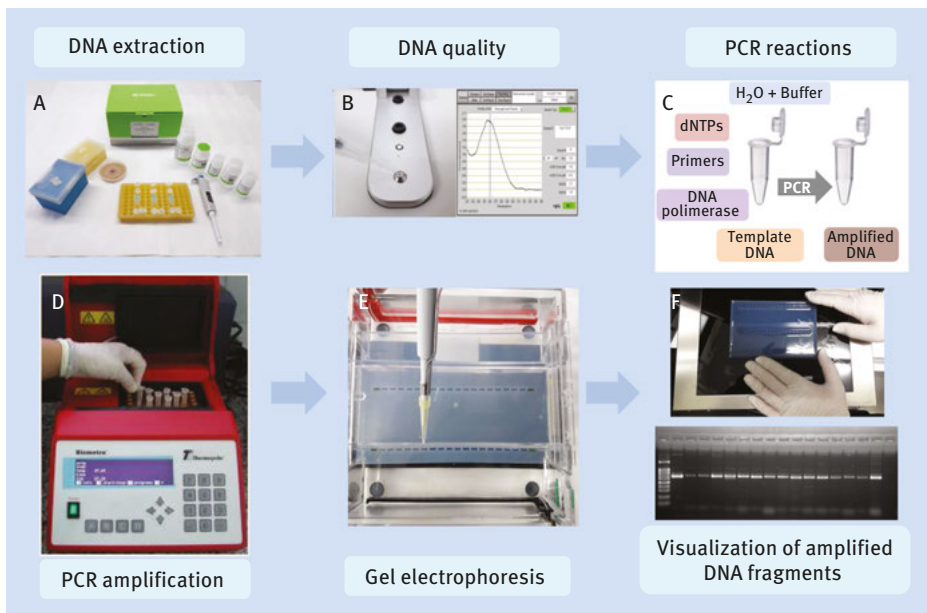 DNA extraction
DNA quality
PCR reactions
A
B
C
H₂O + Buffer
dNTPs
Primers
DNA
polimerase
PCR
Template
DNA
Amplified
DNA
D
E
F
Biometra
T Thermocycler
PCR amplification
Gel electrophoresis
Visualization of amplified
DNA fragments